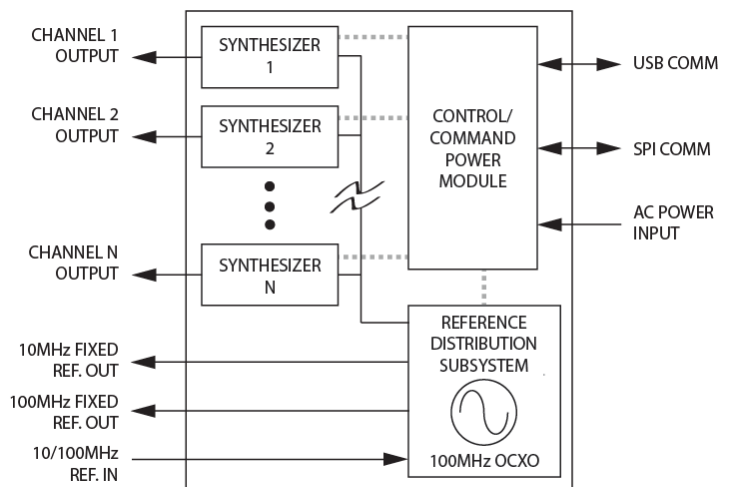 CHANNEL 1
OUTPUT
SYNTHESIZER
1
CHANNEL 2
OUTPUT
SYNTHESIZER
2
CHANNEL N
OUTPUT
SYNTHESIZER
N
CONTROL/
COMMAND
POWER
MODULE
USB COMM
SPI COMM
AC POWER
INPUT
10MHz FIXED
REF. OUT
100MHz FIXED
REF. OUT
10/100MHz
REF. IN
REFERENCE
DISTRIBUTION
SUBSYSTEM
100MHz OCXO